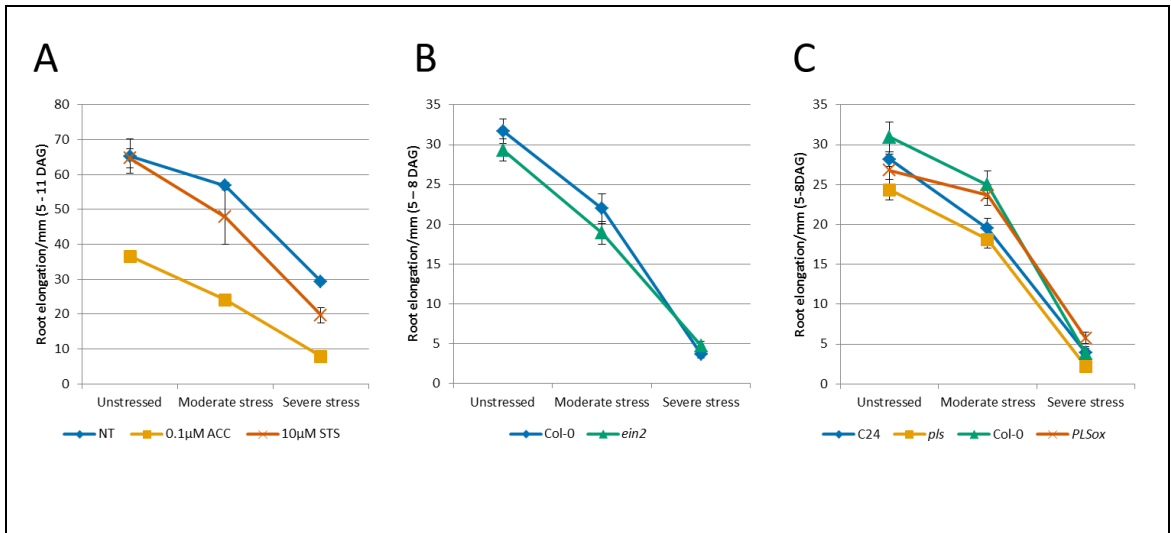 A
Root elongation/mm (5 - 11 DAG)
80
70
60
50
40
30
20
10
0
Unstressed Moderate stress Severe stress
NT 0.1µM ACC 10µM STS
B
Root elongation/mm (5 – 8 DAG)
35
30
25
20
15
10
5
0
Unstressed Moderate stress Severe stress
Col-0 ein2
C
Root elongation/mm (5-8DAG)
35
30
25
20
15
10
5
0
Unstressed Moderate stress Severe stress
C24 pls Col-0 PLSox